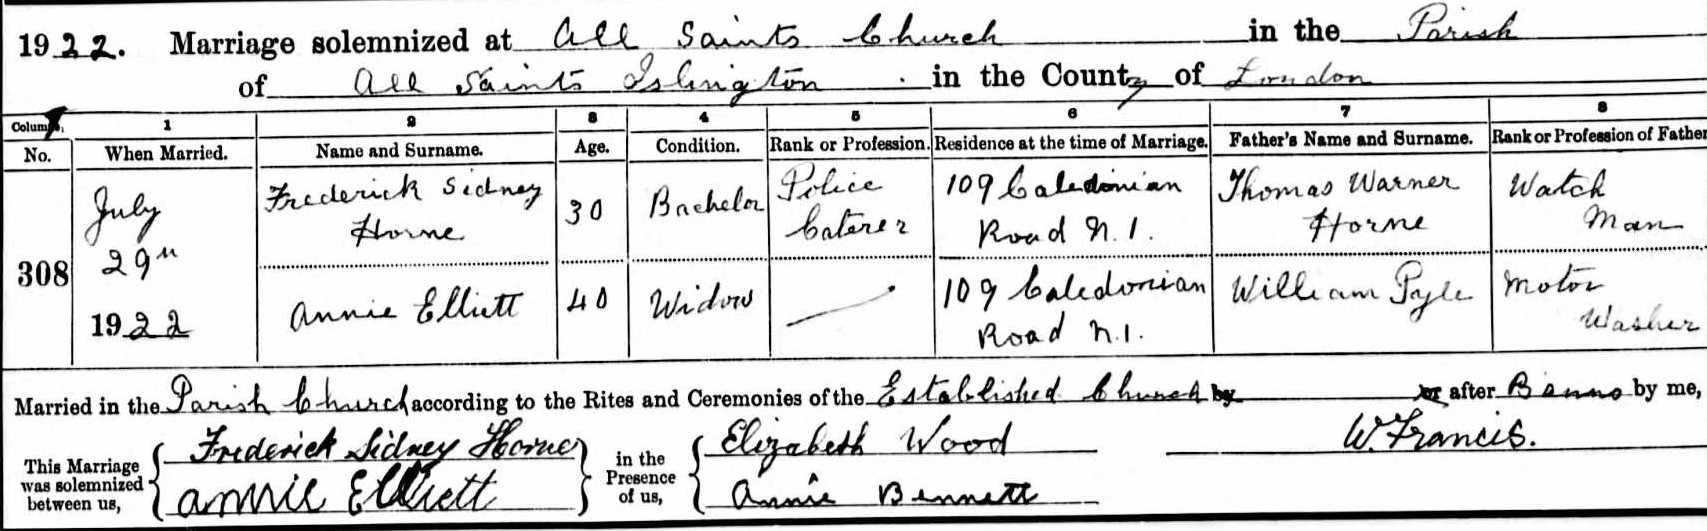 1922. Marriage solemnized at All Saints Church in the Parish
of All Saints Islington in the County of London
Columns, 1 2 3 4 5 6 7 8
No. When Married. Name and Surname. Age. Condition. Rank or Profession. Residence at the time of Marriage. Father's Name and Surname. Rank or Profession of Father
308
July
29th
1922
Frederick Sidney
Horne
30
Bachelor
Police
Caterer
109 Caledonian
Road N.1.
Thomas Warner
Horne
Watch
Man
Annie Elliott
40
Widow
109 Caledonian
Road N.1.
William Pyle
Motor
Washer
Married in the Parish Church according to the Rites and Ceremonies of the Established Church by or after Banns by me,
This Marriage
was solemnized
between us,
Frederick Sidney Horne
Annie Elliott
in the
Presence
of us,
Elizabeth Wood
Annie Bennett
W. Francis.